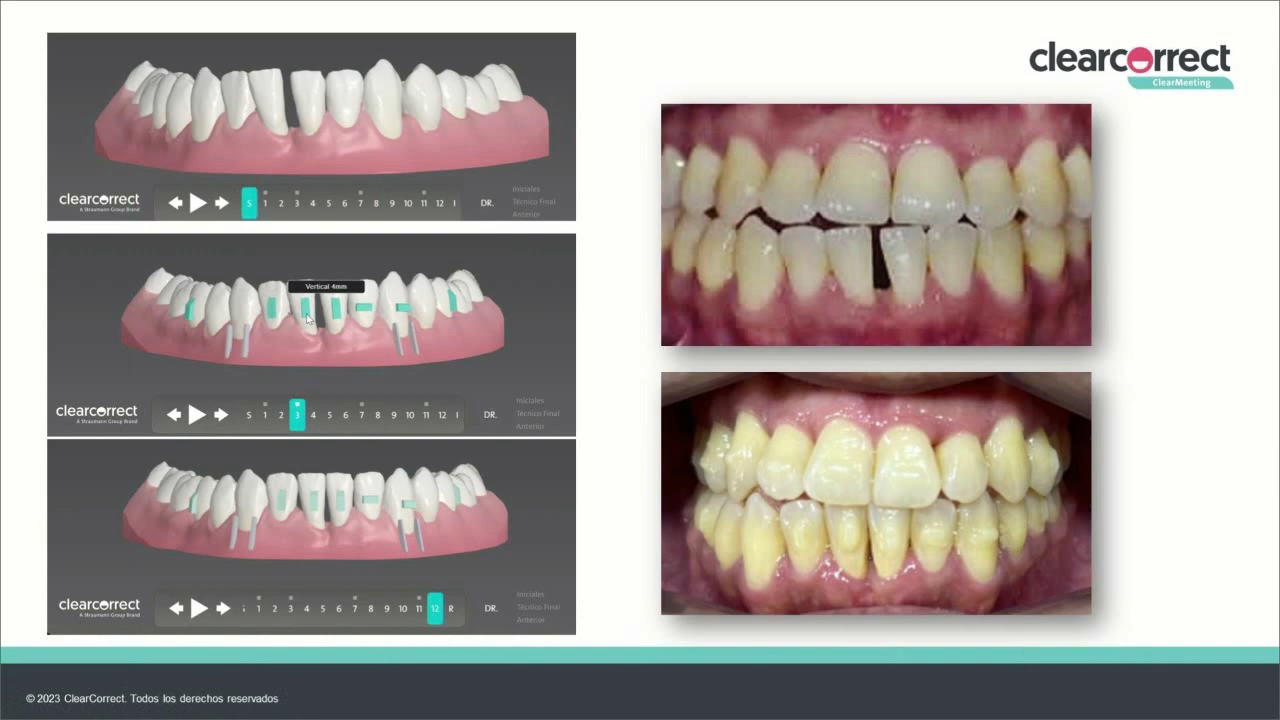 clearcorrect
ClearMeeting
clearcorrect
A Straumann Group Brand
S 1 2 3 4 5 6 7 8 9 10 11 12 I
DR.
Iniciales
Técnico Final
Anterior
Vertical 4mm
clearcorrect
A Straumann Group Brand
S 1 2 3 4 5 6 7 8 9 10 11 12 I
DR.
Iniciales
Técnico Final
Anterior
clearcorrect
A Straumann Group Brand
1 2 3 4 5 6 7 8 9 10 11 12 R
DR.
Iniciales
Técnico Final
Anterior
© 2023 ClearCorrect. Todos los derechos reservados